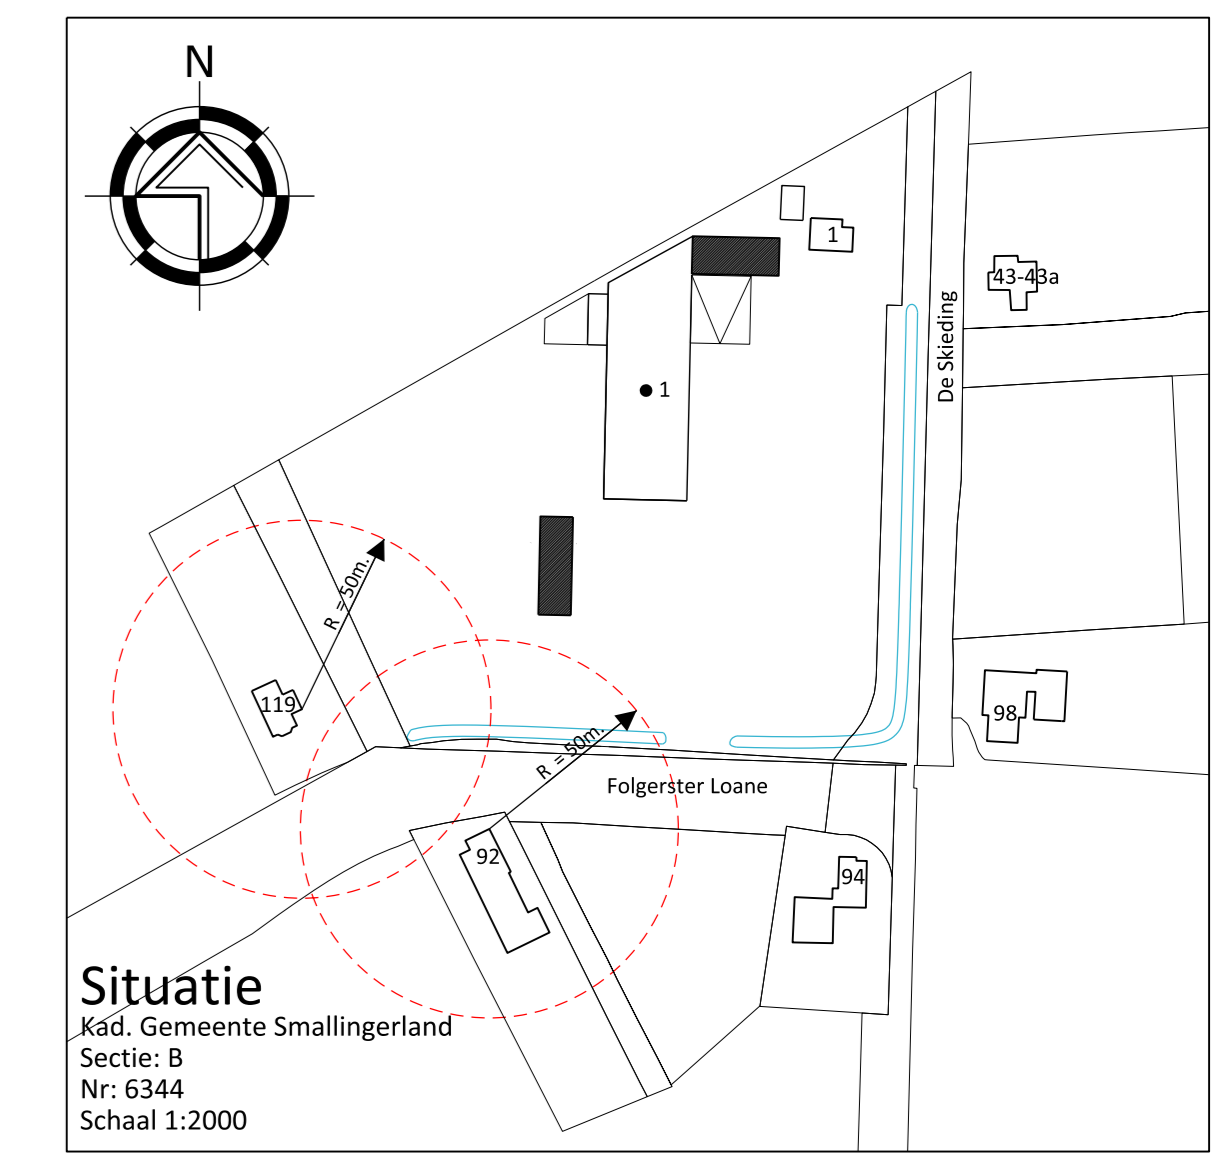 N
1
43-43a
De Skieding
1
R = 50m.
119
98
R = 50m.
Folgerster Loane
92
94
Situatie
Kad. Gemeente Smallingerland
Sectie: B
Nr: 6344
Schaal 1:2000